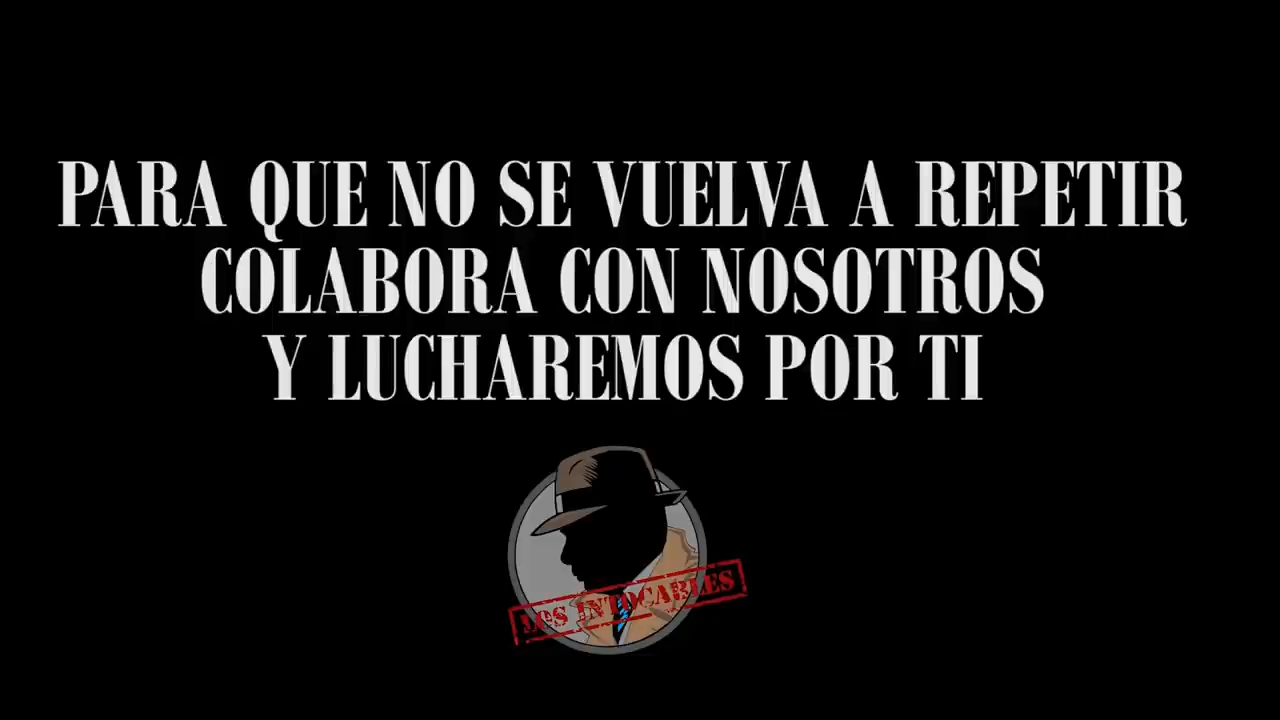 PARA QUE NO SE VUELVA A REPETIR
COLABORA CON NOSOTROS
Y LUCHAREMOS POR TI
LOS INTOCABLES